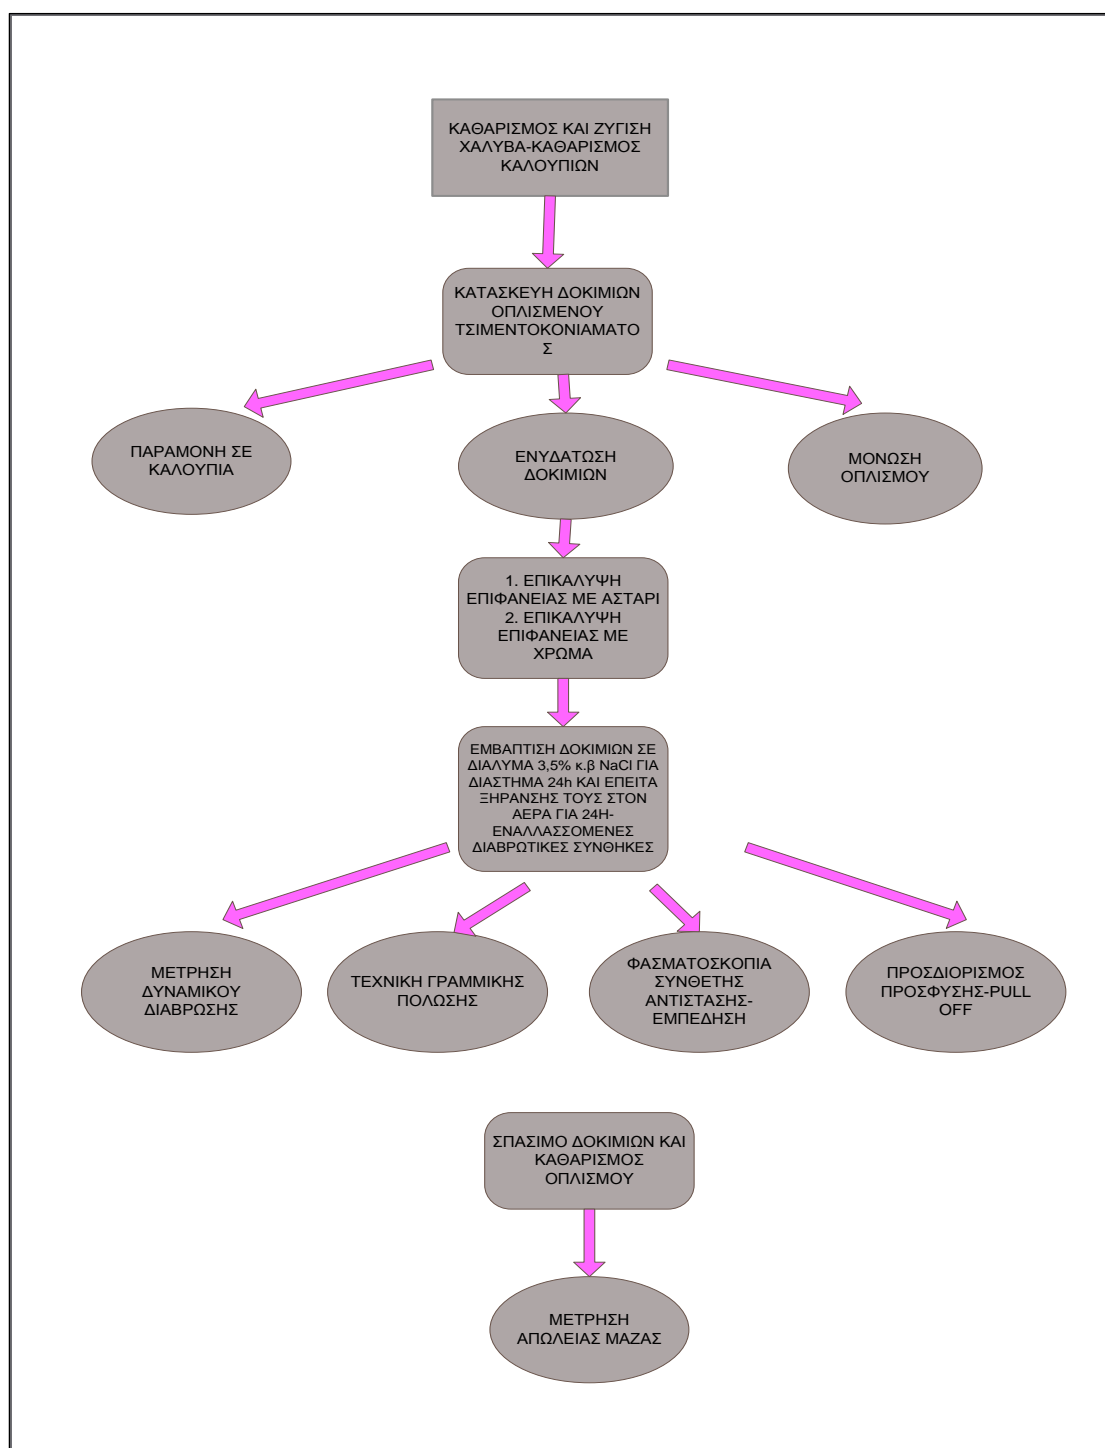 ΚΑΘΑΡΙΣΜΟΣ ΚΑΙ ΖΥΓΙΣΗ
ΧΑΛΥΒΑ-ΚΑΘΑΡΙΣΜΟΣ
ΚΑΛΟΥΠΙΩΝ
ΚΑΤΑΣΚΕΥΗ ΔΟΚΙΜΙΩΝ
ΟΠΛΙΣΜΕΝΟΥ
ΤΣΙΜΕΝΤΟΚΟΝΙΑΜΑΤΟ
Σ
ΠΑΡΑΜΟΝΗ ΣΕ
ΚΑΛΟΥΠΙΑ
ΕΝΥΔΑΤΩΣΗ
ΔΟΚΙΜΙΩΝ
ΜΟΝΩΣΗ
ΟΠΛΙΣΜΟΥ
1. ΕΠΙΚΑΛΥΨΗ
ΕΠΙΦΑΝΕΙΑΣ ΜΕ ΑΣΤΑΡΙ
2. ΕΠΙΚΑΛΥΨΗ
ΕΠΙΦΑΝΕΙΑΣ ΜΕ
ΧΡΩΜΑ
ΕΜΒΑΠΤΙΣΗ ΔΟΚΙΜΙΩΝ ΣΕ
ΔΙΑΛΥΜΑ 3,5% κ.β NaCl ΓΙΑ
ΔΙΑΣΤΗΜΑ 24h ΚΑΙ ΕΠΕΙΤΑ
ΞΗΡΑΝΣΗΣ ΤΟΥΣ ΣΤΟΝ
ΑΕΡΑ ΓΙΑ 24Η-
ΕΝΑΛΛΑΣΣΟΜΕΝΕΣ
ΔΙΑΒΡΩΤΙΚΕΣ ΣΥΝΘΗΚΕΣ
ΜΕΤΡΗΣΗ
ΔΥΝΑΜΙΚΟΥ
ΔΙΑΒΡΩΣΗΣ
ΤΕΧΝΙΚΗ ΓΡΑΜΜΙΚΗΣ
ΠΟΛΩΣΗΣ
ΦΑΣΜΑΤΟΣΚΟΠΙΑ
ΣΥΝΘΕΤΗΣ
ΑΝΤΙΣΤΑΣΗΣ-
ΕΜΠΕΔΗΣΗ
ΠΡΟΣΔΙΟΡΙΣΜΟΣ
ΠΡΟΣΦΥΣΗΣ-PULL
OFF
ΣΠΑΣΙΜΟ ΔΟΚΙΜΙΩΝ ΚΑΙ
ΚΑΘΑΡΙΣΜΟΣ
ΟΠΛΙΣΜΟΥ
ΜΕΤΡΗΣΗ
ΑΠΩΛΕΙΑΣ ΜΑΖΑΣ